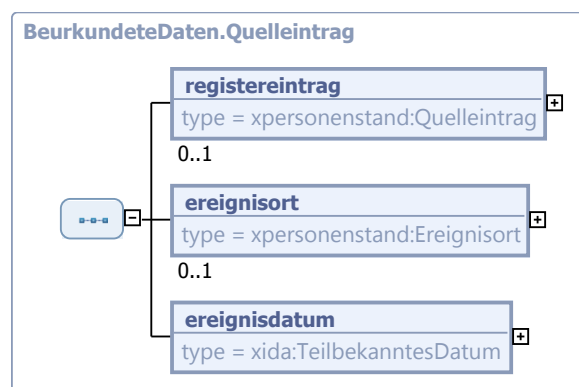 BeurkundeteDaten.Quelleintrag
registereintrag
type = xpersonenstand:Quelleintrag
0..1
ereignisort
type = xpersonenstand:Ereignisort
0..1
ereignisdatum
type = xida:TeilbekanntesDatum